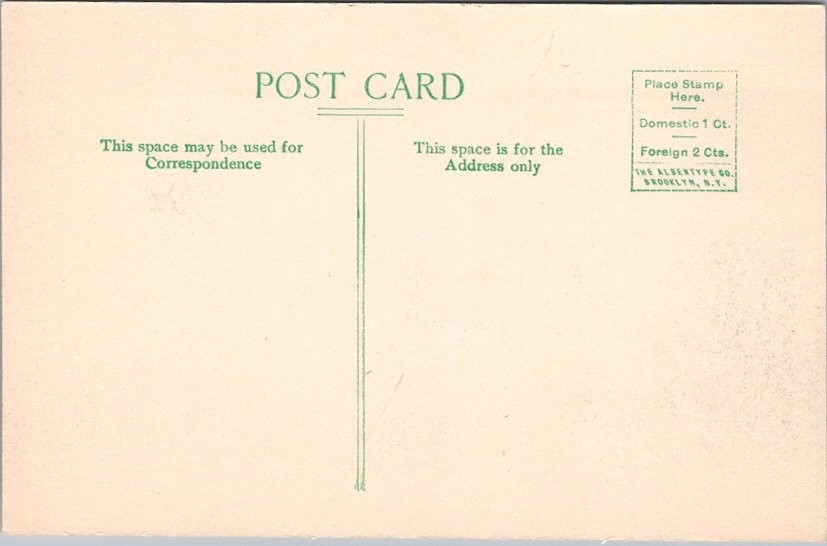 POST CARD
This space may be used for
Correspondence
This space is for the
Address only
Place Stamp
Here.
Domestic 1 Ct.
Foreign 2 Cts.
THE ALBERTYPE CO.
BROOKLYN, N.Y.